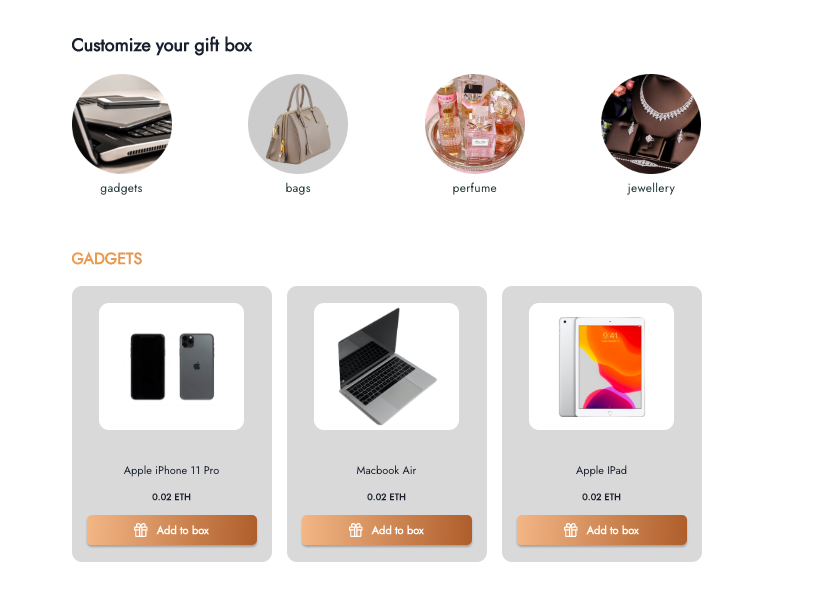 Customize your gift box
gadgets
bags
perfume
jewellery
GADGETS
Apple iPhone 11 Pro
0.02 ETH
Add to box
Macbook Air
0.02 ETH
Add to box
9:41
Apple IPad
0.02 ETH
Add to box